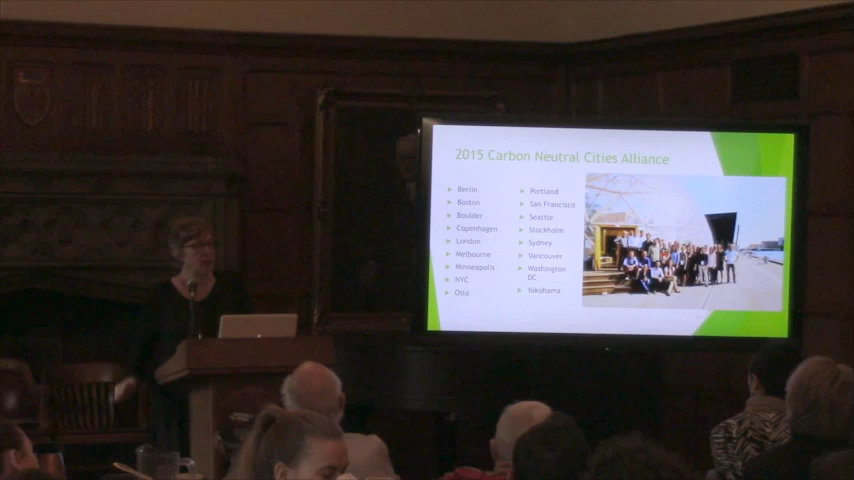 2015 Carbon Neutral Cities Alliance
Berlin
Boston
Boulder
Copenhagen
London
Melbourne
Minneapolis
NYC
Oslo
Portland
San Francisco
Seattle
Stockholm
Sydney
Vancouver
Washington
DC
Yokohama